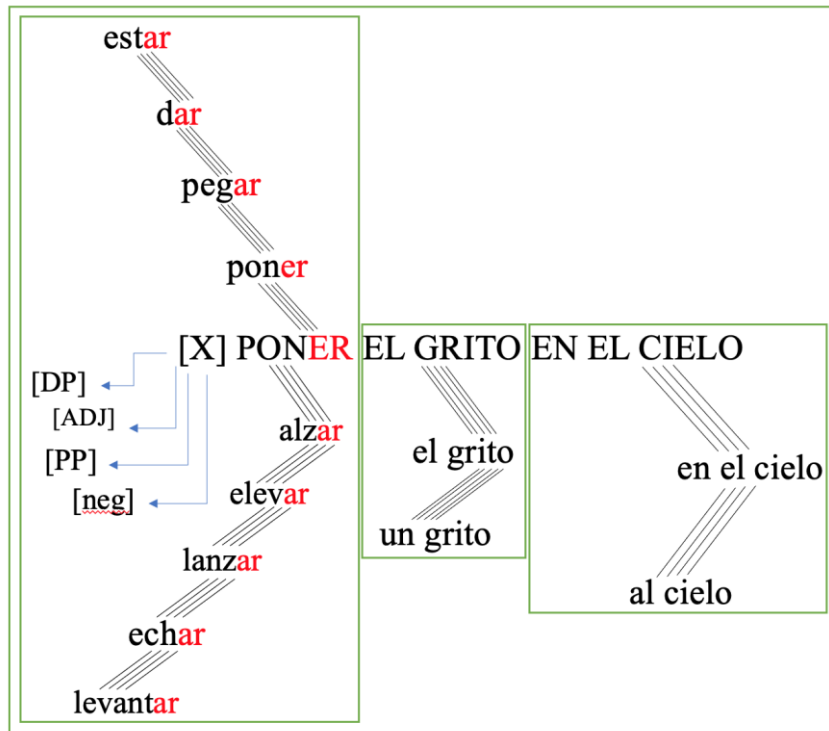 estar
dar
pegar
poner
[X] PONER EL GRITO EN EL CIELO
[DP]
[ADJ]
alzar
el grito
[PP]
en el cielo
elevar
[neg]
un grito
lanzar
al cielo
echar
levantar